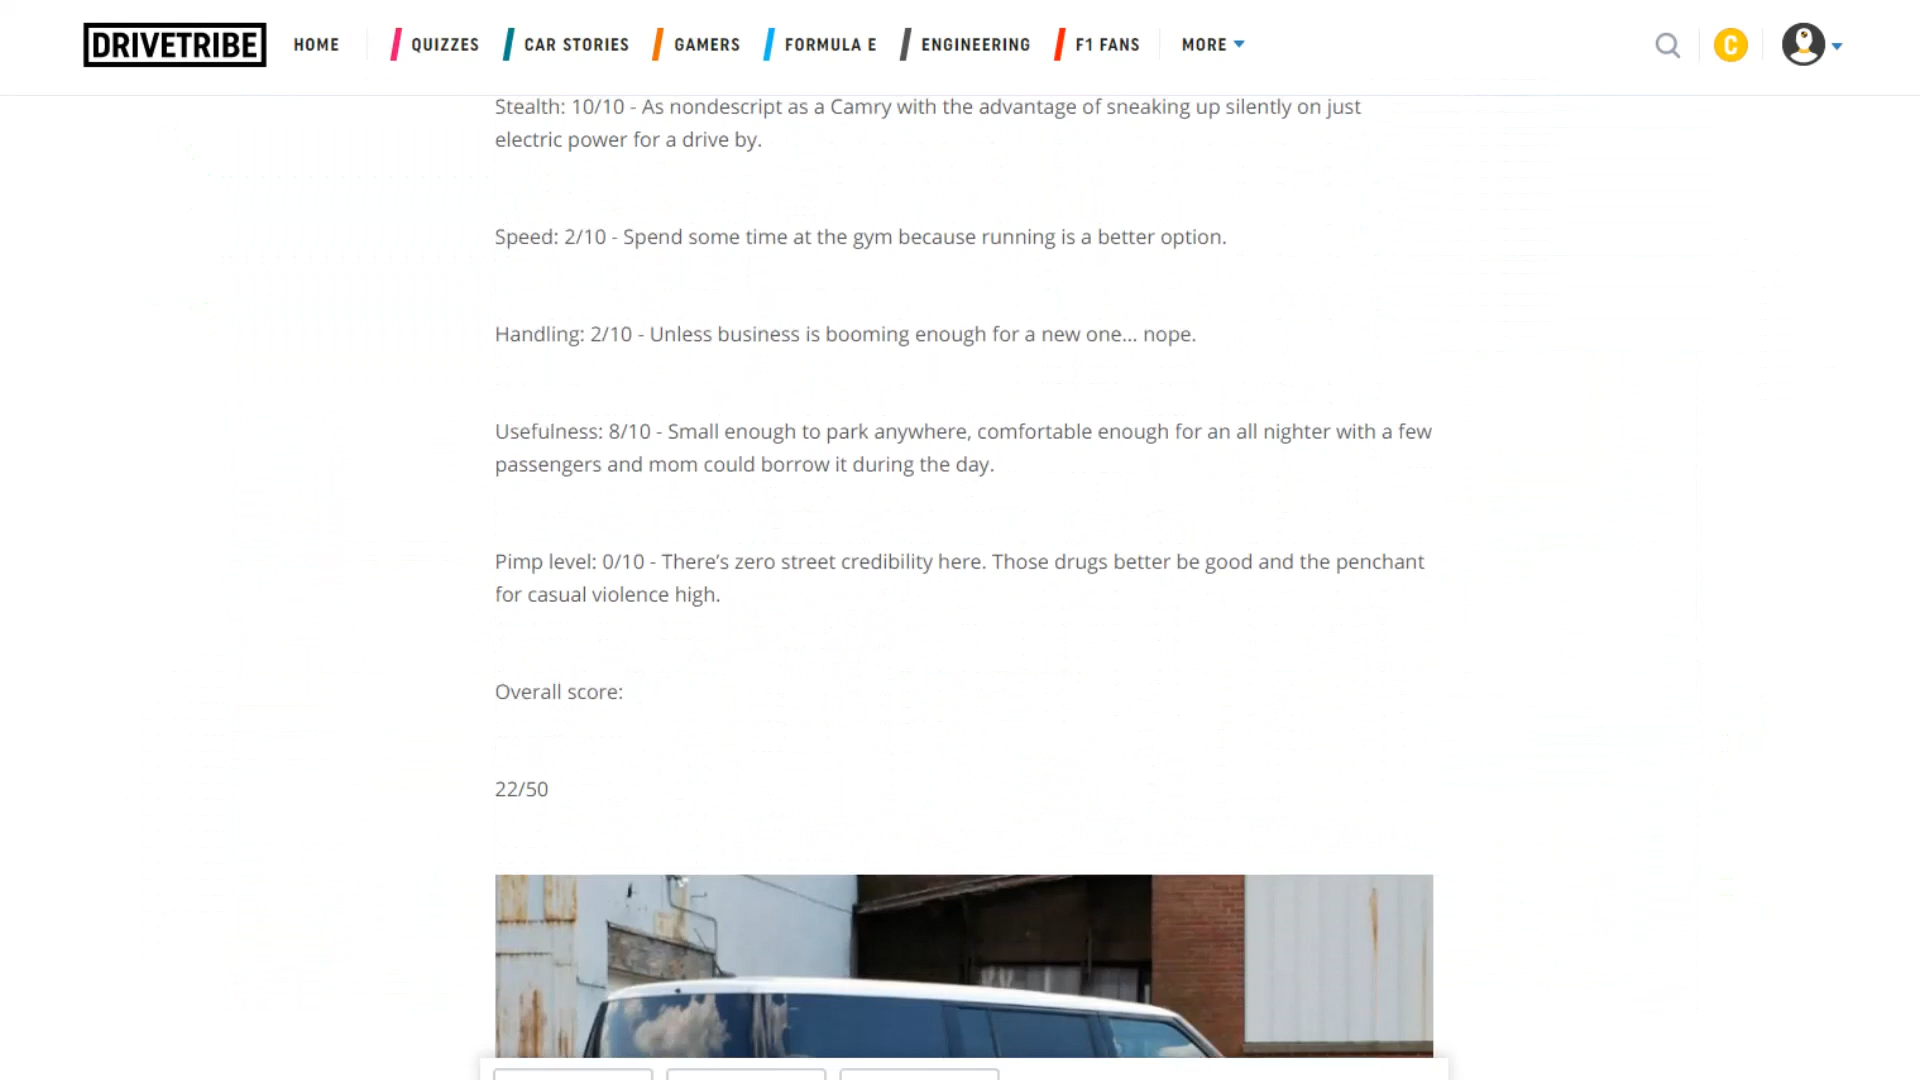 DRIVETRIBE HOME QUIZZES CAR STORIES GAMERS FORMULA E ENGINEERING F1 FANS MORE C
Stealth: 10/10 - As nondescript as a Camry with the advantage of sneaking up silently on just
electric power for a drive by.
Speed: 2/10 - Spend some time at the gym because running is a better option.
Handling: 2/10 - Unless business is booming enough for a new one... nope.
Usefulness: 8/10 - Small enough to park anywhere, comfortable enough for an all nighter with a few
passengers and mom could borrow it during the day.
Pimp level: 0/10 - There’s zero street credibility here. Those drugs better be good and the penchant
for casual violence high.
Overall score:
22/50